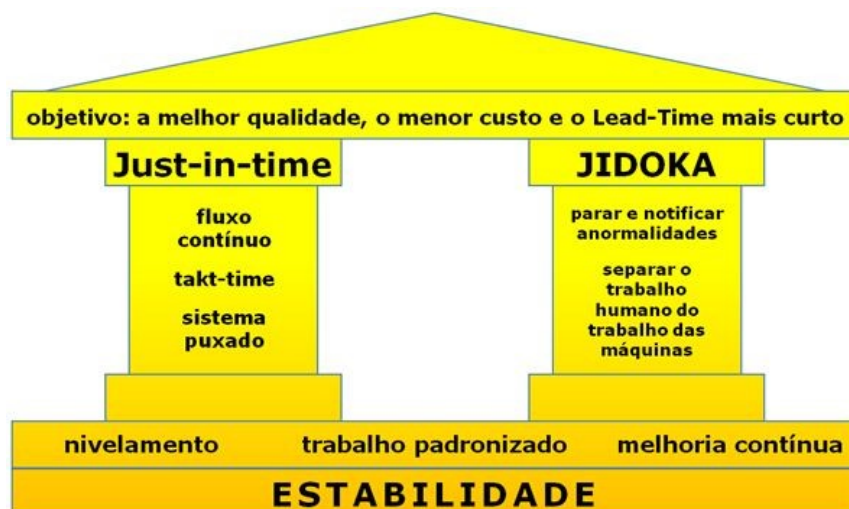 objetivo: a melhor qualidade, o menor custo e o Lead-Time mais curto
Just-in-time
fluxo
contínuo
takt-time
sistema
puxado
JIDOKA
parar e notificar
anormalidades
separar o
trabalho
humano do
trabalho das
máquinas
nivelamento trabalho padronizado melhoria contínua
ESTABILIDADE